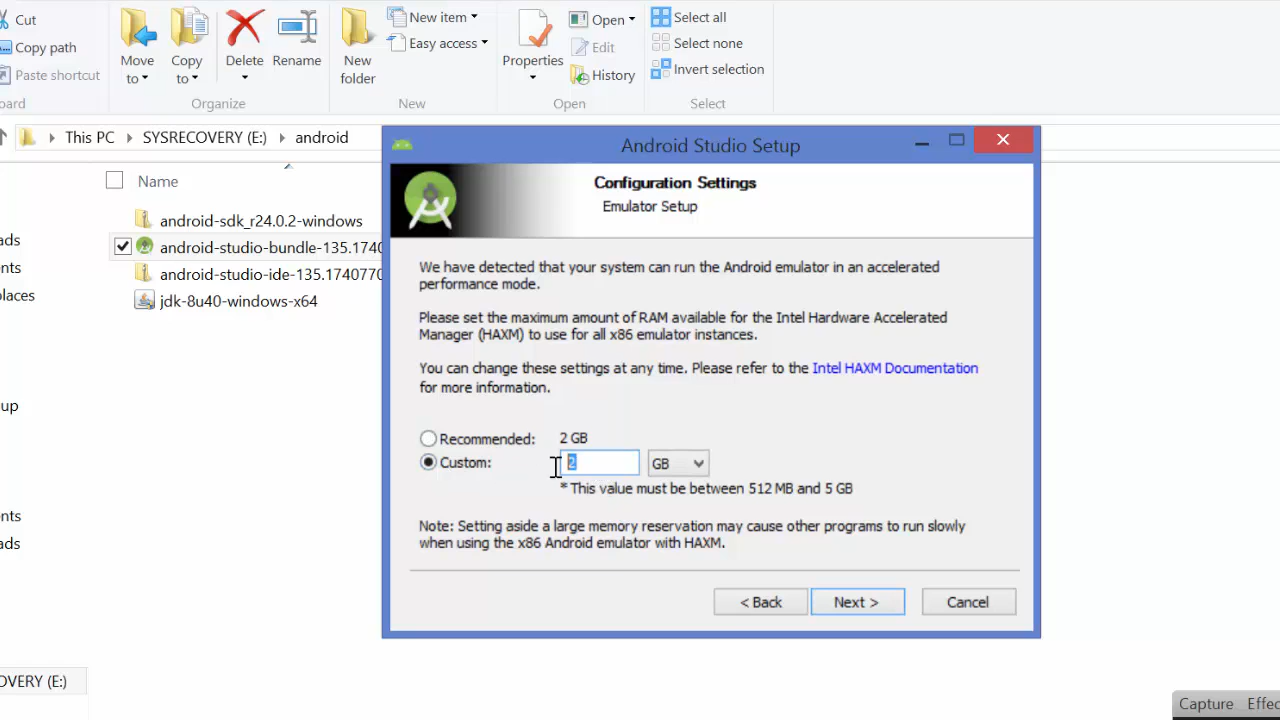 Cut
Copy path
Paste shortcut
oard
Move to
Copy to
Delete
Rename
Organize
New folder
New item
Easy access
New
Properties
Open
Edit
History
Open
Select all
Select none
Invert selection
Select
This PC
SYSRECOVERY (E:)
android
Name
android-sdk_r24.0.2-windows
android-studio-bundle-135.1740
android-studio-ide-135.1740770
jdk-8u40-windows-x64
ads
ents
places
up
ents
ads
OVERY (E:)
Android Studio Setup
Configuration Settings
Emulator Setup
We have detected that your system can run the Android emulator in an accelerated
performance mode.
Please set the maximum amount of RAM available for the Intel Hardware Accelerated
Manager (HAXM) to use for all x86 emulator instances.
You can change these settings at any time. Please refer to the Intel HAXM Documentation
for more information.
Recommended: 2 GB
Custom: 2 GB
* This value must be between 512 MB and 5 GB
Note: Setting aside a large memory reservation may cause other programs to run slowly
when using the x86 Android emulator with HAXM.
< Back
Next >
Cancel
Capture Effec